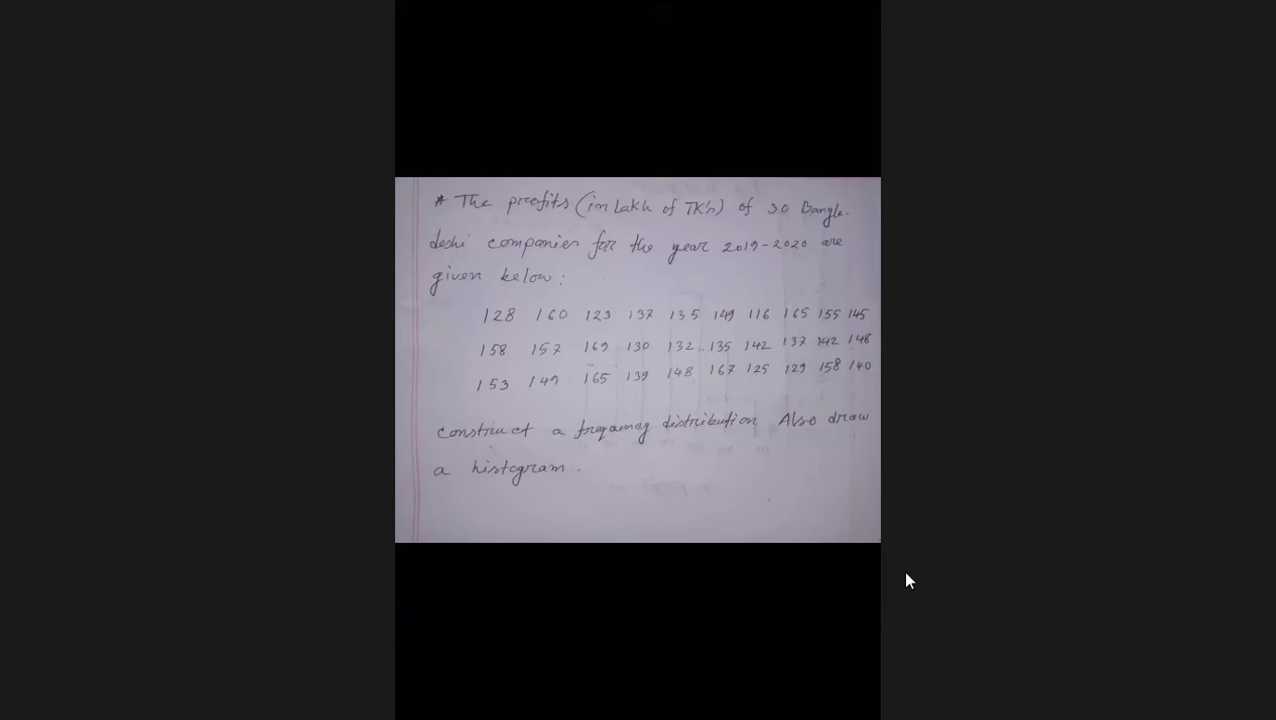 * The profits (in Lakh of TK's) of 30 Bangla-
deshi companies for the year 2019-2020 are
given below:
128 160 123 137 135 149 116 165 155 145
158 157 169 130 132 135 142 137 142 148
153 149 165 139 148 167 125 129 158 140
construct a frequency distribution. Also draw
a histogram.